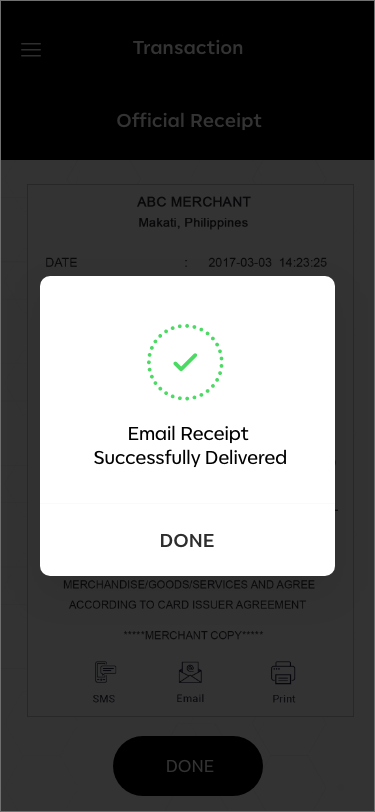 Transaction
Official Receipt
ABC MERCHANT
Makati, Philippines
DATE : 2017-03-03 14:23:25
Email Receipt
Successfully Delivered
DONE
MERCHANDISE/GOODS/SERVICES AND AGREE
ACCORDING TO CARD ISSUER AGREEMENT
*****MERCHANT COPY*****
SMS Email Print
DONE